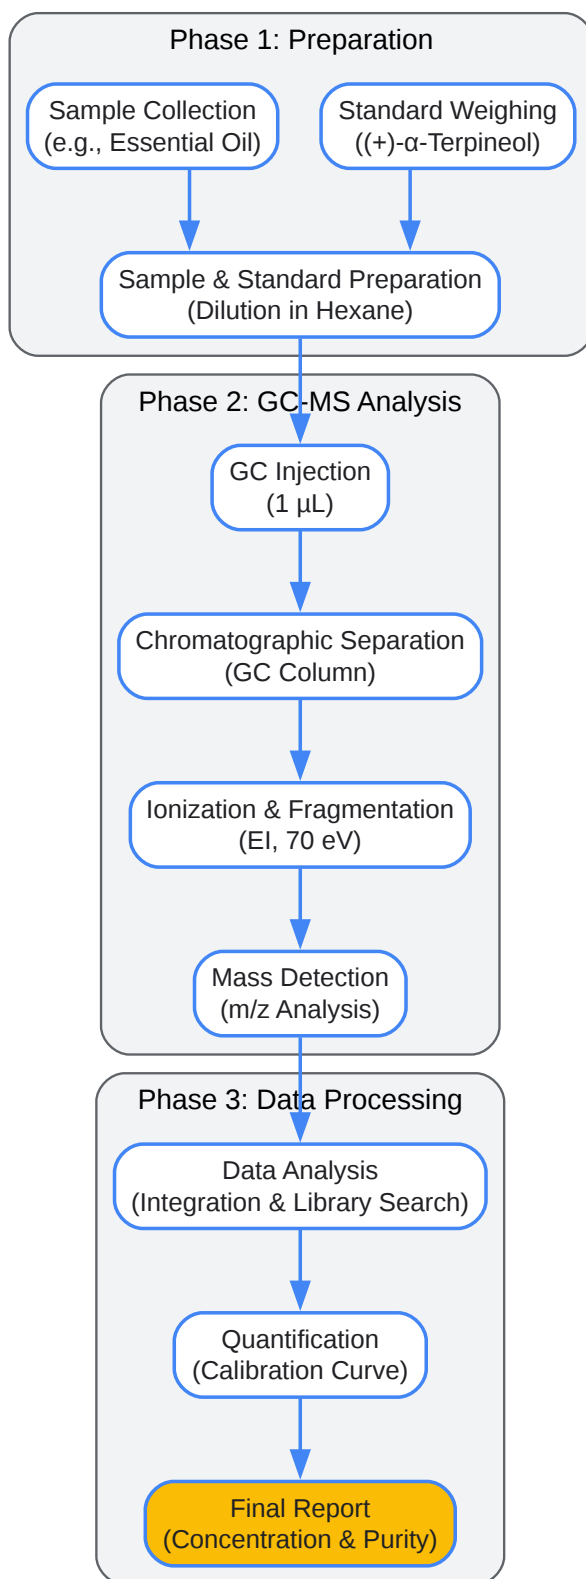 Phase 1: Preparation
Sample Collection
(e.g., Essential Oil)
Standard Weighing
((+)-α-Terpineol)
Sample & Standard Preparation
(Dilution in Hexane)
Phase 2: GC-MS Analysis
GC Injection
(1 µL)
Chromatographic Separation
(GC Column)
Ionization & Fragmentation
(EI, 70 eV)
Mass Detection
(m/z Analysis)
Phase 3: Data Processing
Data Analysis
(Integration & Library Search)
Quantification
(Calibration Curve)
Final Report
(Concentration & Purity)